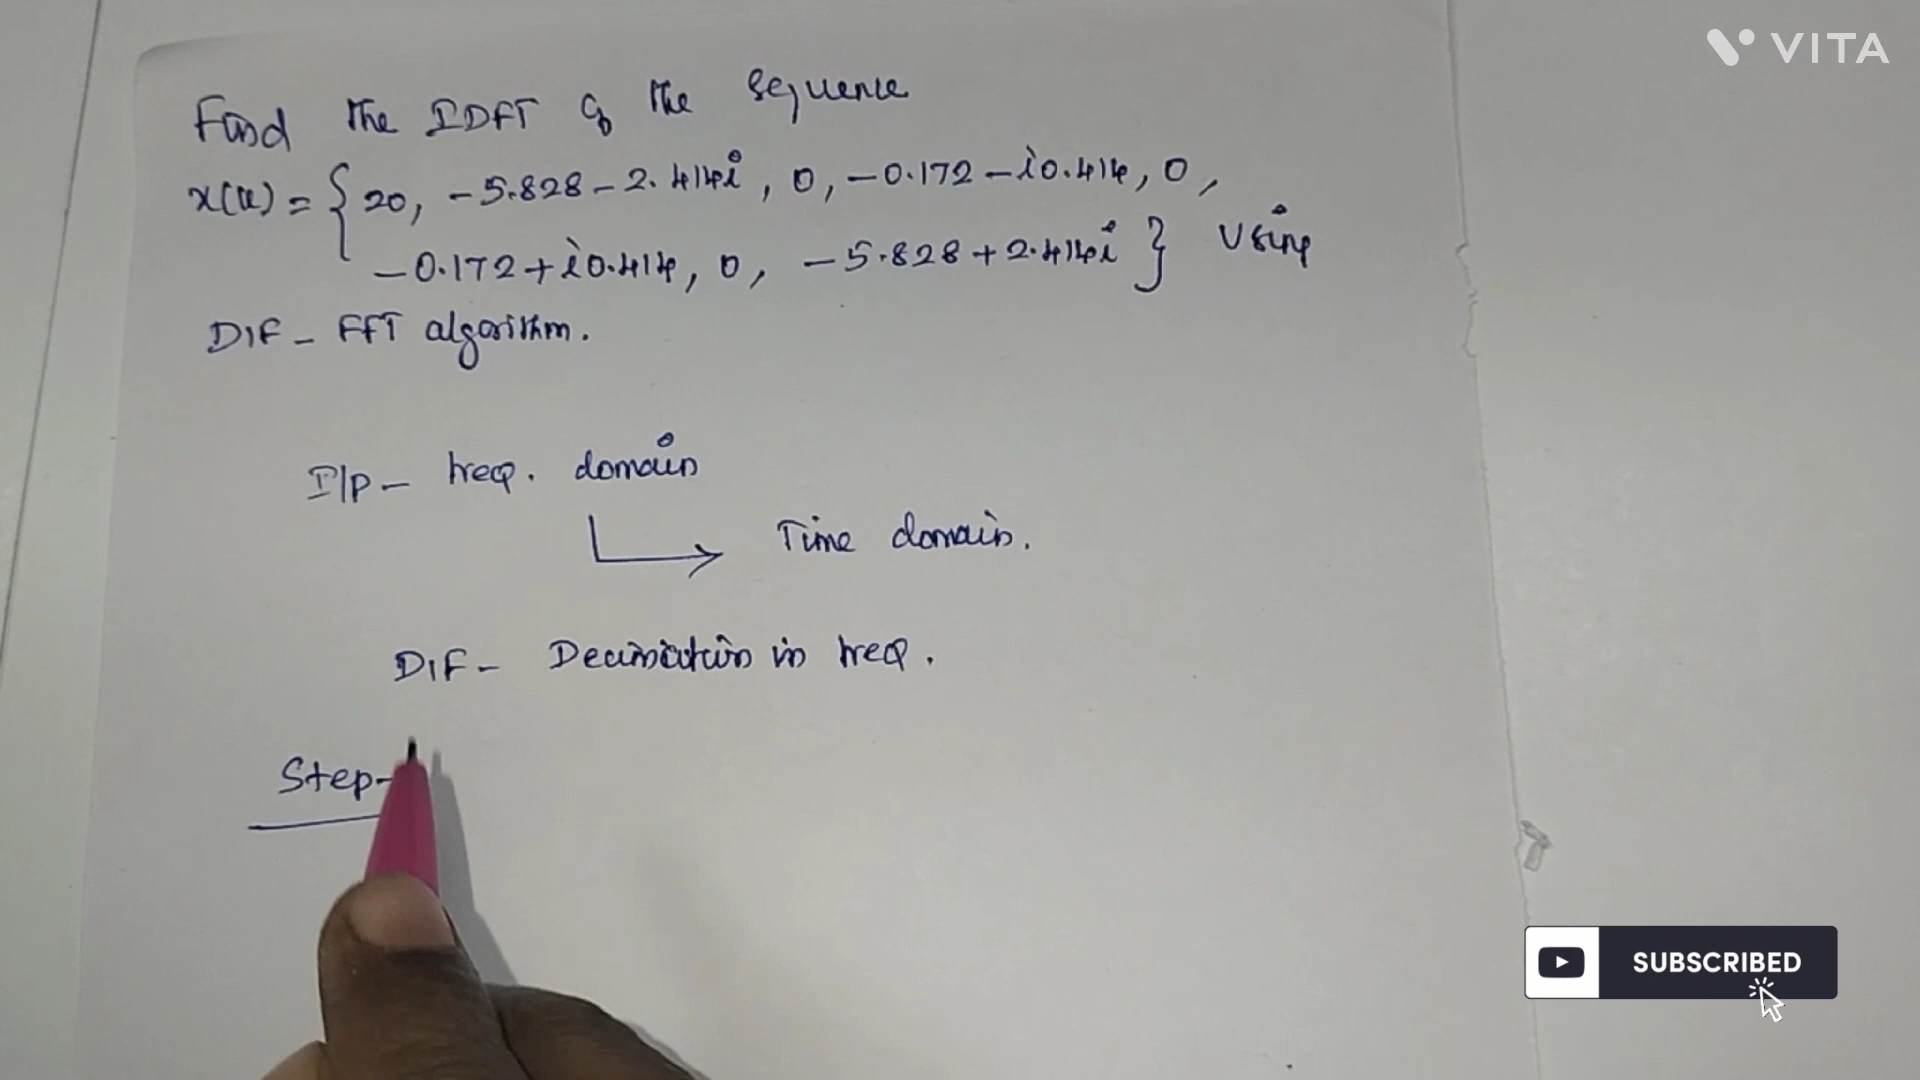 VITA
Find the IDFT of the sequence
x(k) = { 20, -5.828 - 2.414i, 0, -0.172 - i0.414, 0,
-0.172 + i0.414, 0, -5.828 + 2.414i } Using
DIF - FFT algorithm.
I/P - freq. domain
Time domain.
DIF - Decimation in freq.
Step-
SUBSCRIBED